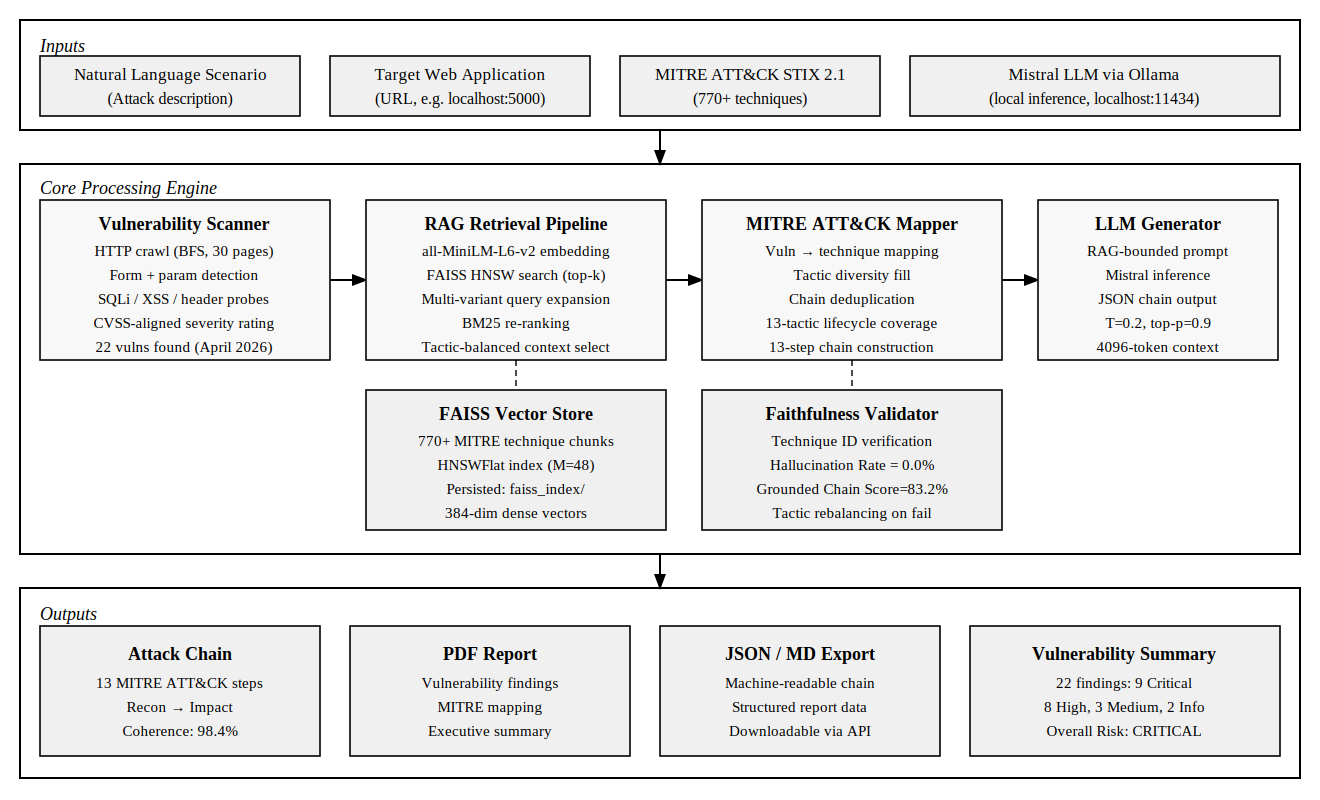 Inputs
Natural Language Scenario
(Attack description)
Target Web Application
(URL, e.g. localhost:5000)
MITRE ATT&CK STIX 2.1
(770+ techniques)
Mistral LLM via Ollama
(local inference, localhost:11434)
Core Processing Engine
Vulnerability Scanner
HTTP crawl (BFS, 30 pages)
Form + param detection
SQLi / XSS / header probes
CVSS-aligned severity rating
22 vulns found (April 2026)
RAG Retrieval Pipeline
all-MiniLM-L6-v2 embedding
FAISS HNSW search (top-k)
Multi-variant query expansion
BM25 re-ranking
Tactic-balanced context select
MITRE ATT&CK Mapper
Vuln → technique mapping
Tactic diversity fill
Chain deduplication
13-tactic lifecycle coverage
13-step chain construction
LLM Generator
RAG-bounded prompt
Mistral inference
JSON chain output
T=0.2, top-p=0.9
4096-token context
FAISS Vector Store
770+ MITRE technique chunks
HNSWFlat index (M=48)
Persisted: faiss_index/
384-dim dense vectors
Faithfulness Validator
Technique ID verification
Hallucination Rate = 0.0%
Grounded Chain Score=83.2%
Tactic rebalancing on fail
Outputs
Attack Chain
13 MITRE ATT&CK steps
Recon → Impact
Coherence: 98.4%
PDF Report
Vulnerability findings
MITRE mapping
Executive summary
JSON / MD Export
Machine-readable chain
Structured report data
Downloadable via API
Vulnerability Summary
22 findings: 9 Critical
8 High, 3 Medium, 2 Info
Overall Risk: CRITICAL